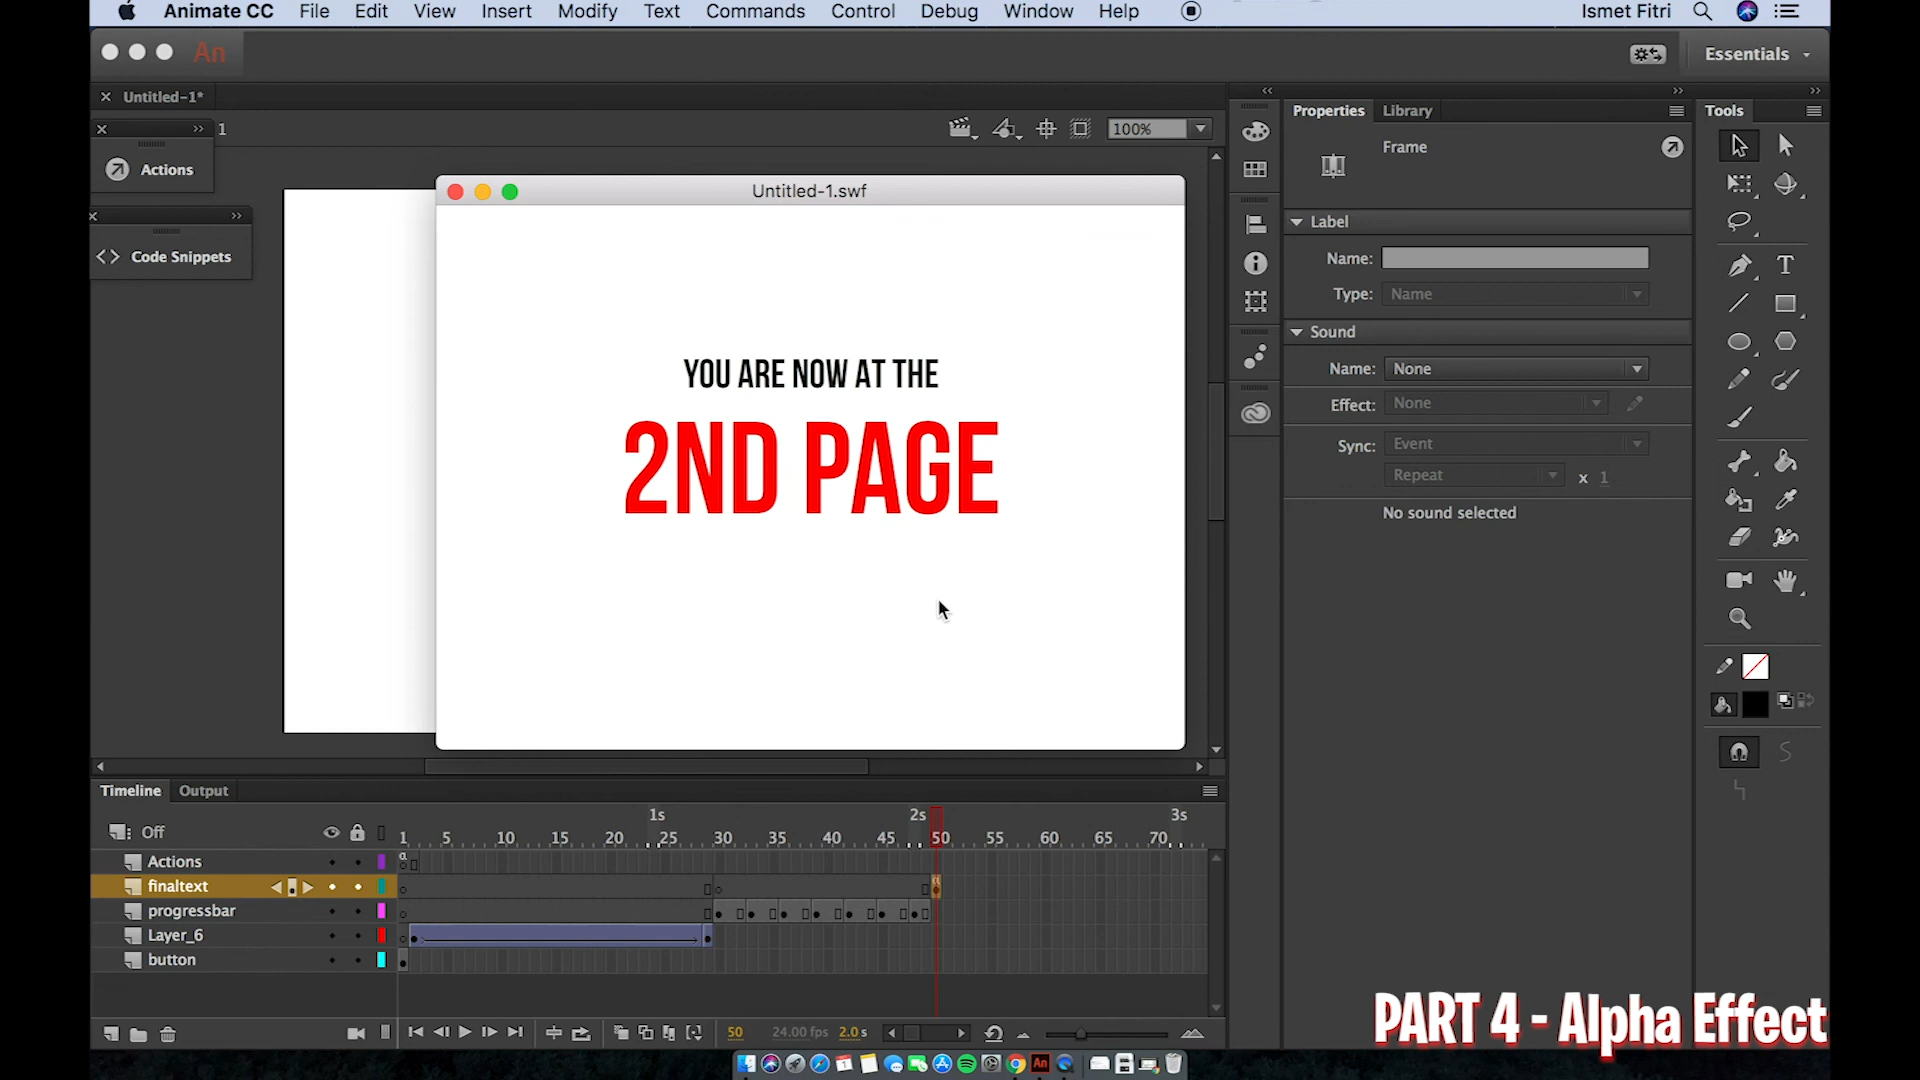 Animate CC File Edit View Insert Modify Text Commands Control Debug Window Help Ismet Fitri
An Essentials
Untitled-1*
1 100%
Actions
Code Snippets
Untitled-1.swf
YOU ARE NOW AT THE
2ND PAGE
Properties Library
Frame
Label
Name:
Type: Name
Sound
Name: None
Effect: None
Sync: Event
Repeat x 1
No sound selected
Tools
Timeline Output
1s 2s 3s
Off 1 5 10 15 20 25 30 35 40 45 50 55 60 65 70
Actions
finaltext
progressbar
Layer_6
button
50 24.00 fps 2.0 s
PART 4 - Alpha Effect